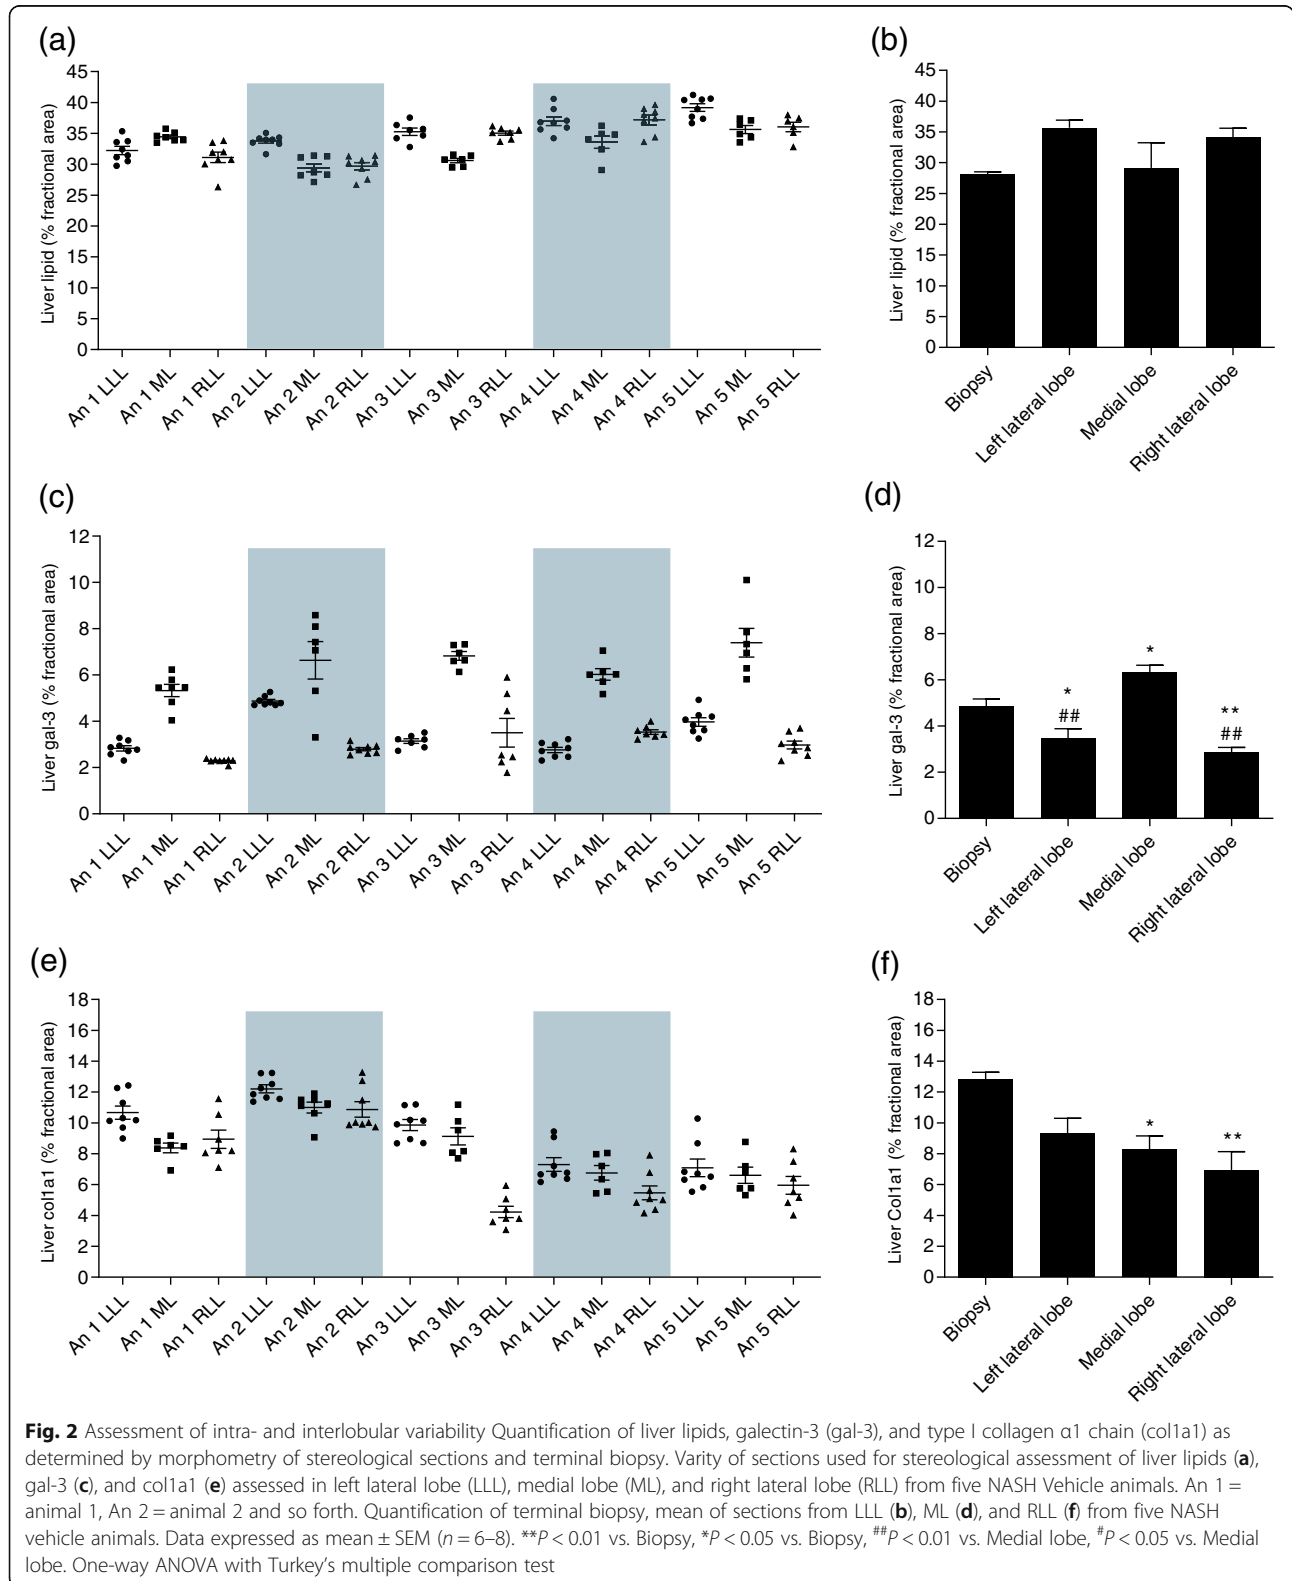 (a)
Liver lipid (% fractional area)
45
40
35
30
25
20
15
10
5
0
An 1 LLL
An 1 ML
An 1 RLL
An 2 LLL
An 2 ML
An 2 RLL
An 3 LLL
An 3 ML
An 3 RLL
An 4 LLL
An 4 ML
An 4 RLL
An 5 LLL
An 5 ML
An 5 RLL
(b)
Liver lipid (% fractional area)
45
40
35
30
25
20
15
10
5
0
Biopsy
Left lateral lobe
Medial lobe
Right lateral lobe
(c)
Liver gal-3 (% fractional area)
12
10
8
6
4
2
0
An 1 LLL
An 1 ML
An 1 RLL
An 2 LLL
An 2 ML
An 2 RLL
An 3 LLL
An 3 ML
An 3 RLL
An 4 LLL
An 4 ML
An 4 RLL
An 5 LLL
An 5 ML
An 5 RLL
(d)
Liver gal-3 (% fractional area)
12
10
8
6
4
2
0
*
##
*
**
##
Biopsy
Left lateral lobe
Medial lobe
Right lateral lobe
(e)
Liver col1a1 (% fractional area)
18
16
14
12
10
8
6
4
2
0
An 1 LLL
An 1 ML
An 1 RLL
An 2 LLL
An 2 ML
An 2 RLL
An 3 LLL
An 3 ML
An 3 RLL
An 4 LLL
An 4 ML
An 4 RLL
An 5 LLL
An 5 ML
An 5 RLL
(f)
Liver Col1a1 (% fractional area)
18
16
14
12
10
8
6
4
2
0
*
**
Biopsy
Left lateral lobe
Medial lobe
Right lateral lobe
Fig. 2 Assessment of intra- and interlobular variability Quantification of liver lipids, galectin-3 (gal-3), and type I collagen α1 chain (col1a1) as
determined by morphometry of stereological sections and terminal biopsy. Varity of sections used for stereological assessment of liver lipids (a),
gal-3 (c), and col1a1 (e) assessed in left lateral lobe (LLL), medial lobe (ML), and right lateral lobe (RLL) from five NASH Vehicle animals. An 1 =
animal 1, An 2 = animal 2 and so forth. Quantification of terminal biopsy, mean of sections from LLL (b), ML (d), and RLL (f) from five NASH
vehicle animals. Data expressed as mean ± SEM (n = 6–8). **P < 0.01 vs. Biopsy, *P < 0.05 vs. Biopsy, ##P < 0.01 vs. Medial lobe, #P < 0.05 vs. Medial
lobe. One-way ANOVA with Turkey's multiple comparison test